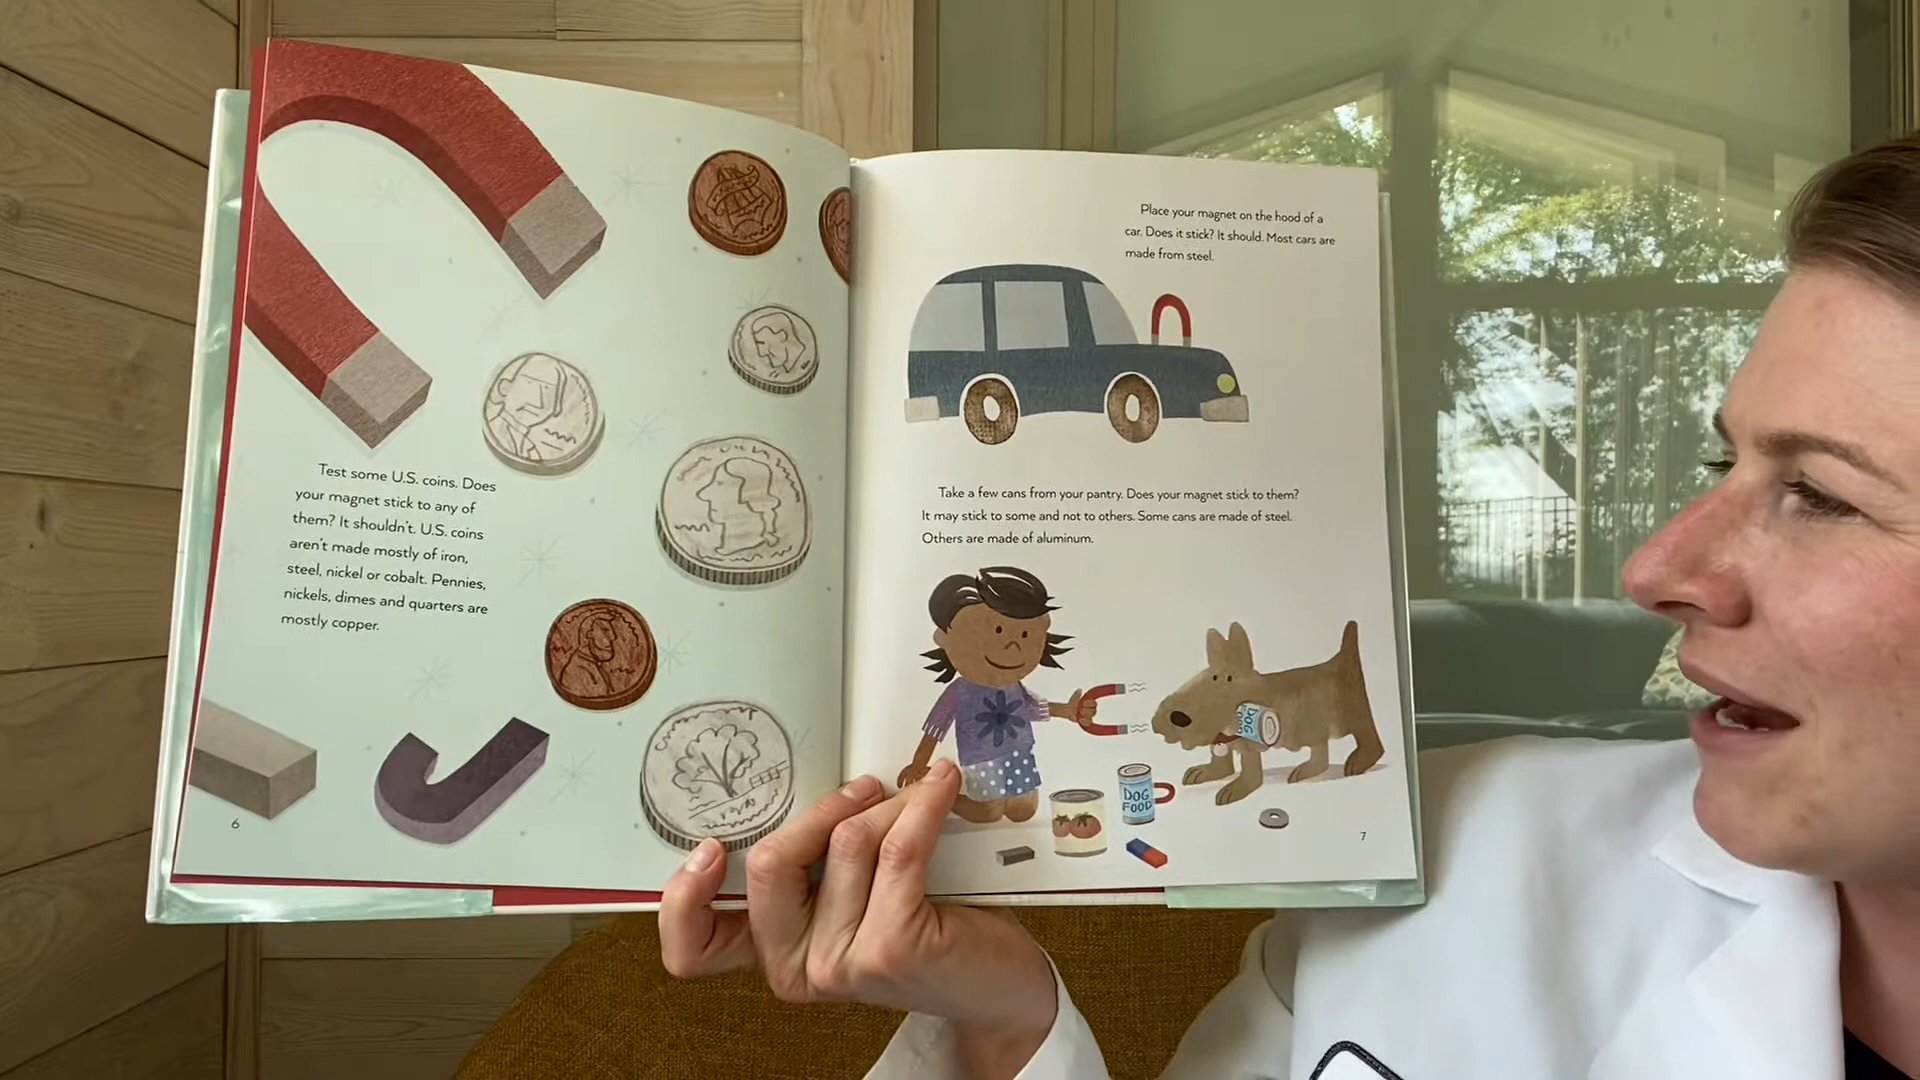 Test some U.S. coins. Does
your magnet stick to any of
them? It shouldn't. U.S. coins
aren't made mostly of iron,
steel, nickel or cobalt. Pennies,
nickels, dimes and quarters are
mostly copper.
6
Place your magnet on the hood of a
car. Does it stick? It should. Most cars are
made from steel.
Take a few cans from your pantry. Does your magnet stick to them?
It may stick to some and not to others. Some cans are made of steel.
Others are made of aluminum.
DOG
DOG
FOOD
7